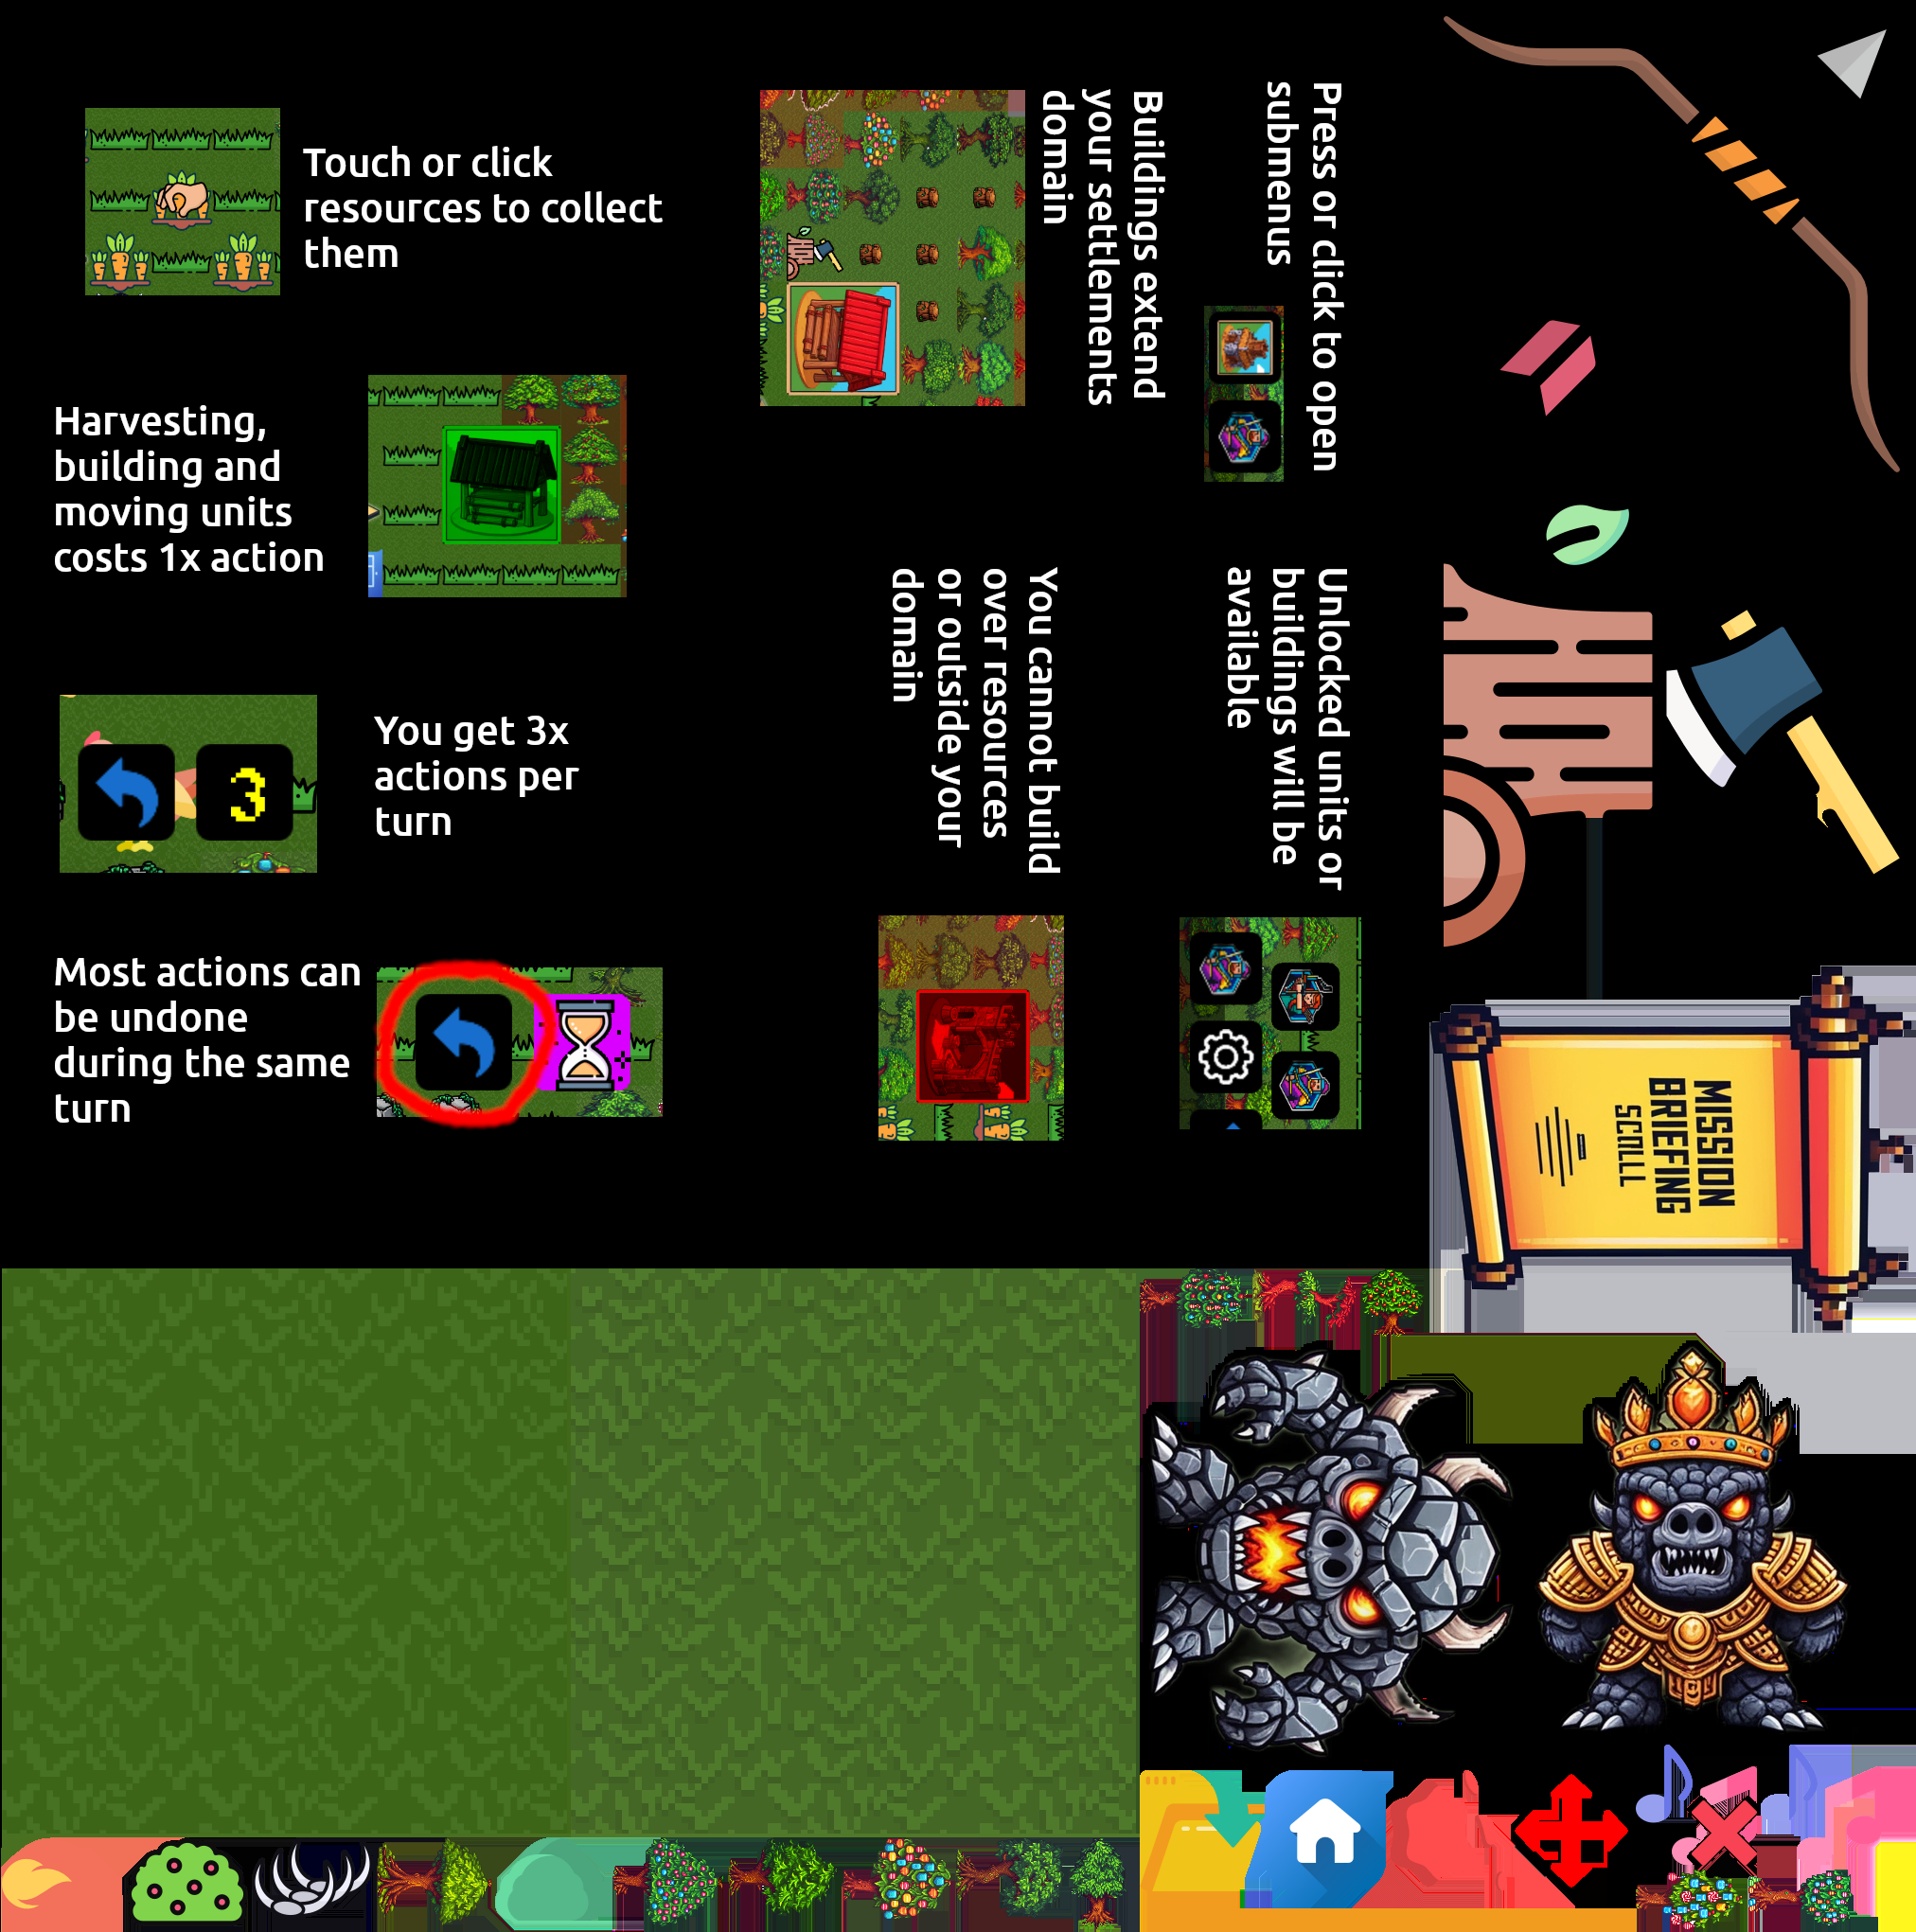 Touch or click
resources to collect
them
Harvesting,
building and
moving units
costs 1x action
3
You get 3x
actions per
turn
Most actions can
be undone
during the same
turn
Buildings extend
your settlements
domain
Press or click to open
submenus
You cannot build
over resources
or outside your
domain
Unlocked units or
buildings will be
available
MISSION
BRIEFING